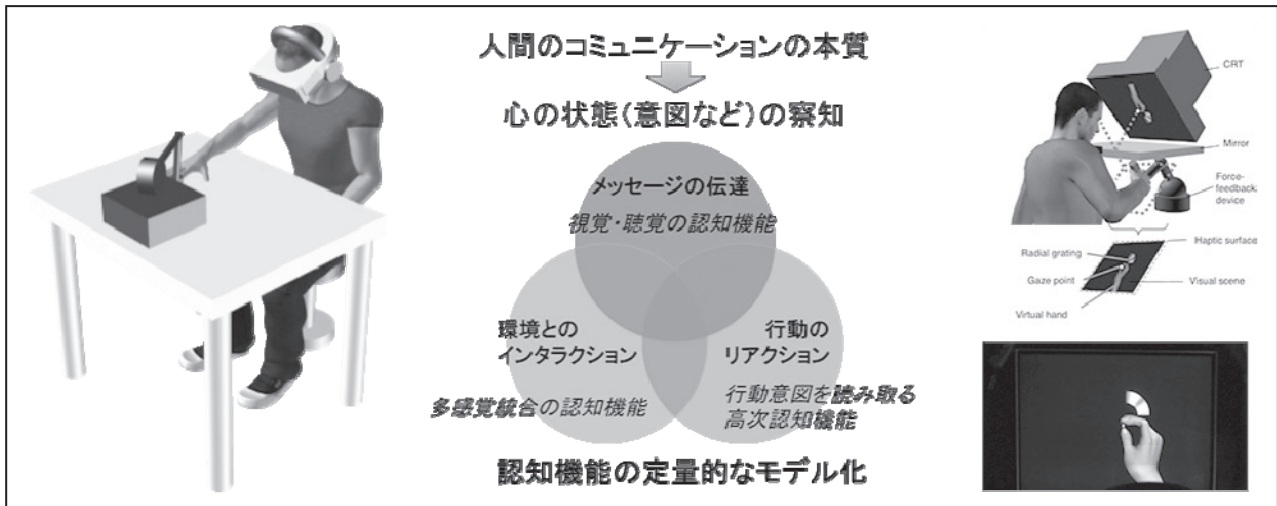 人間のコミュニケーションの本質
心の状態(意図など)の察知
メッセージの伝達
視覚・聴覚の認知機能
環境との
インタラクション
多感覚統合の認知機能
行動の
リアクション
行動意図を読み取る
高次認知機能
認知機能の定量的なモデル化
CRT
Mirror
Force-
feedback
device
Haptic surface
Radial grating
Gaze point
Visual scene
Virtual hand